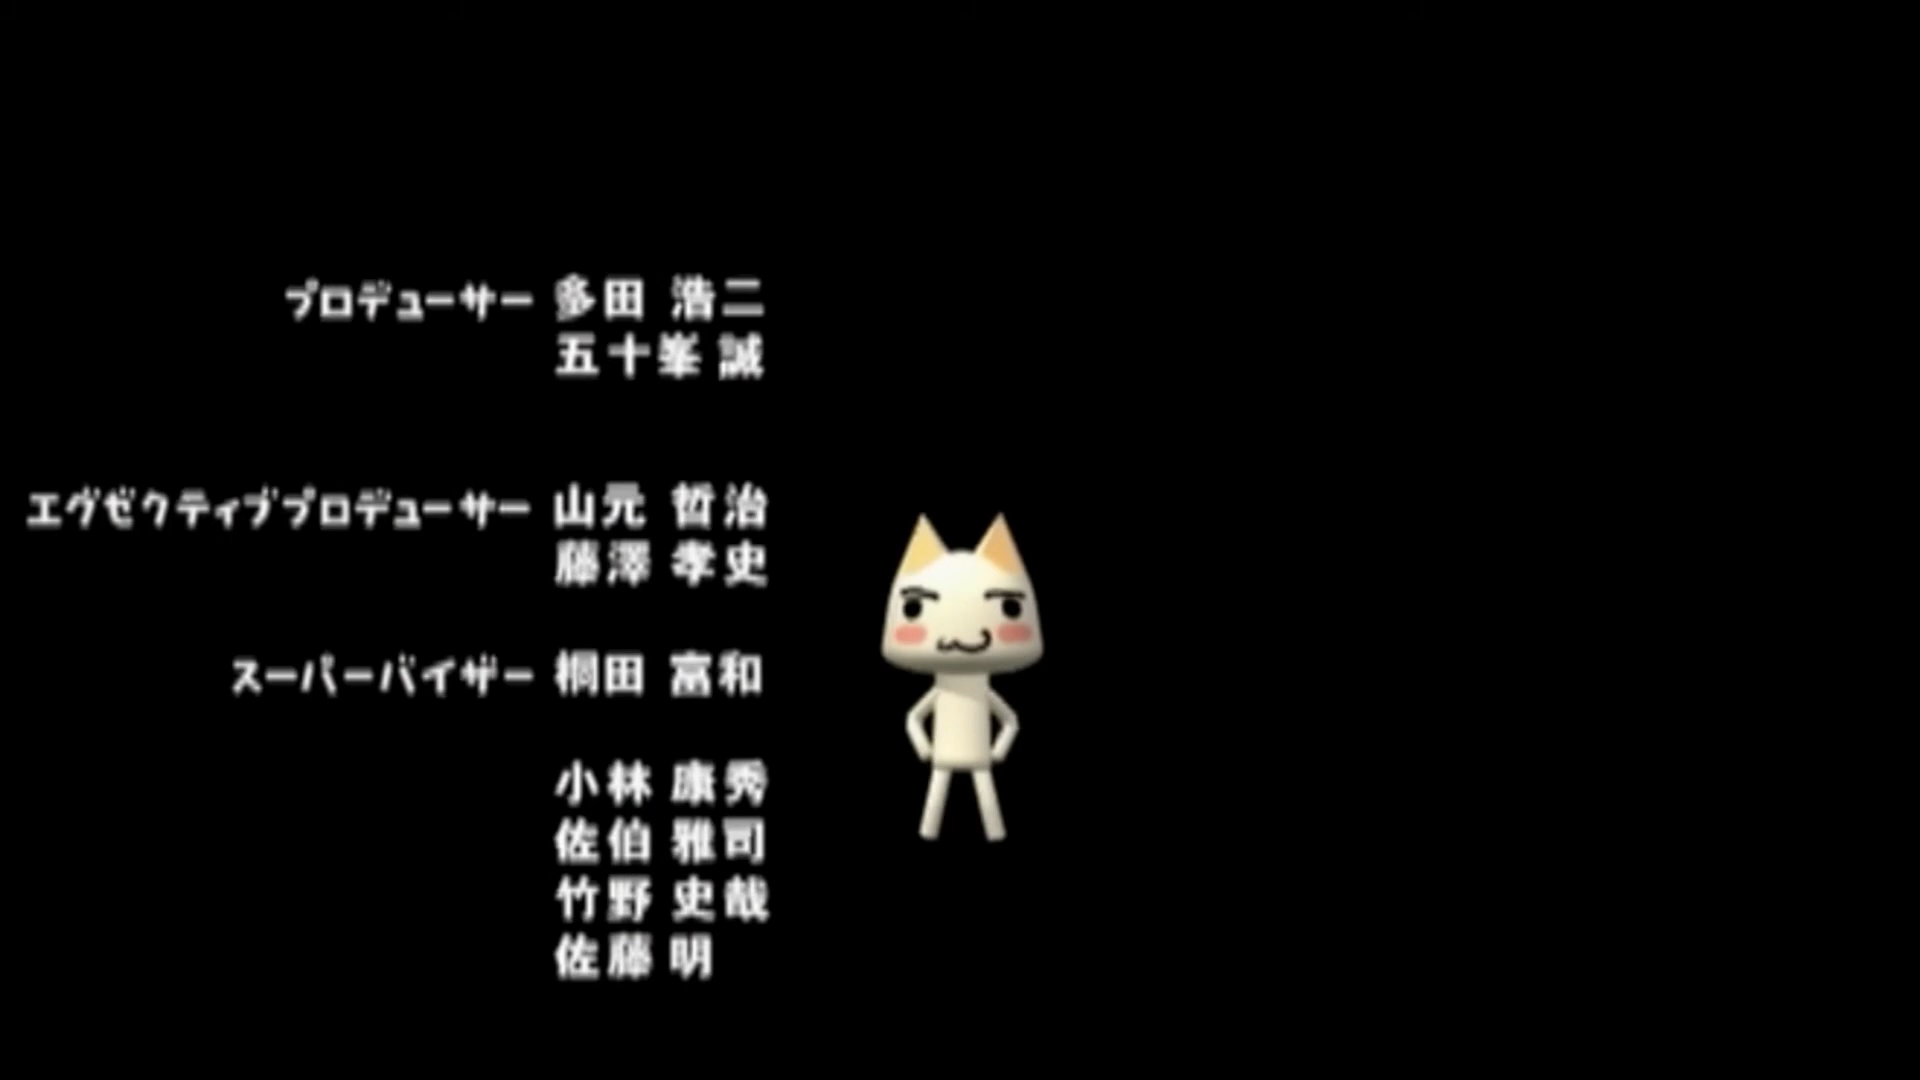 プロデューサー 多田 浩二
五十峯 誠
エグゼクティブプロデューサー 山元 哲治
藤澤 孝史
スーパーバイザー 桐田 富和
小林 康秀
佐伯 雅司
竹野 史哉
佐藤 明